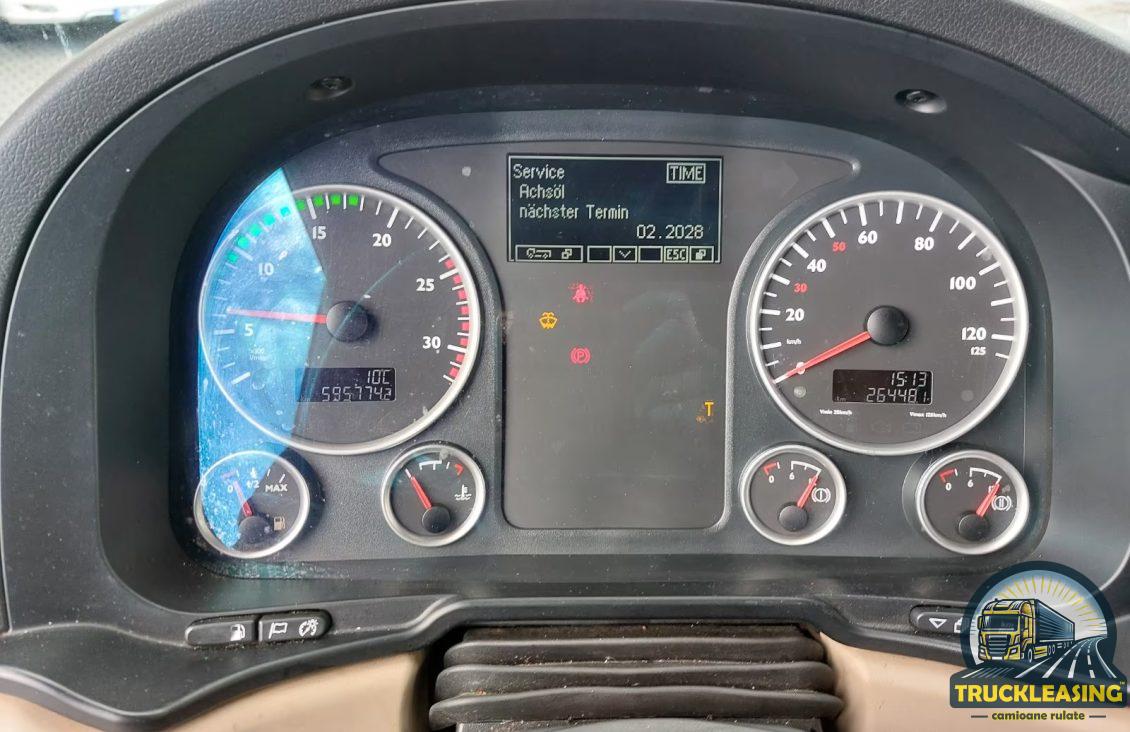 Service TIME
Achsöl
nächster Termin
02.2028
ESC
5
10
15
20
25
30
10C
0
1/2
MAX
20
30
40
50
60
80
100
120
125
km/h
15:13
km 264481
0
6
0
6
T
TRUCKLEASING
camioane rulate